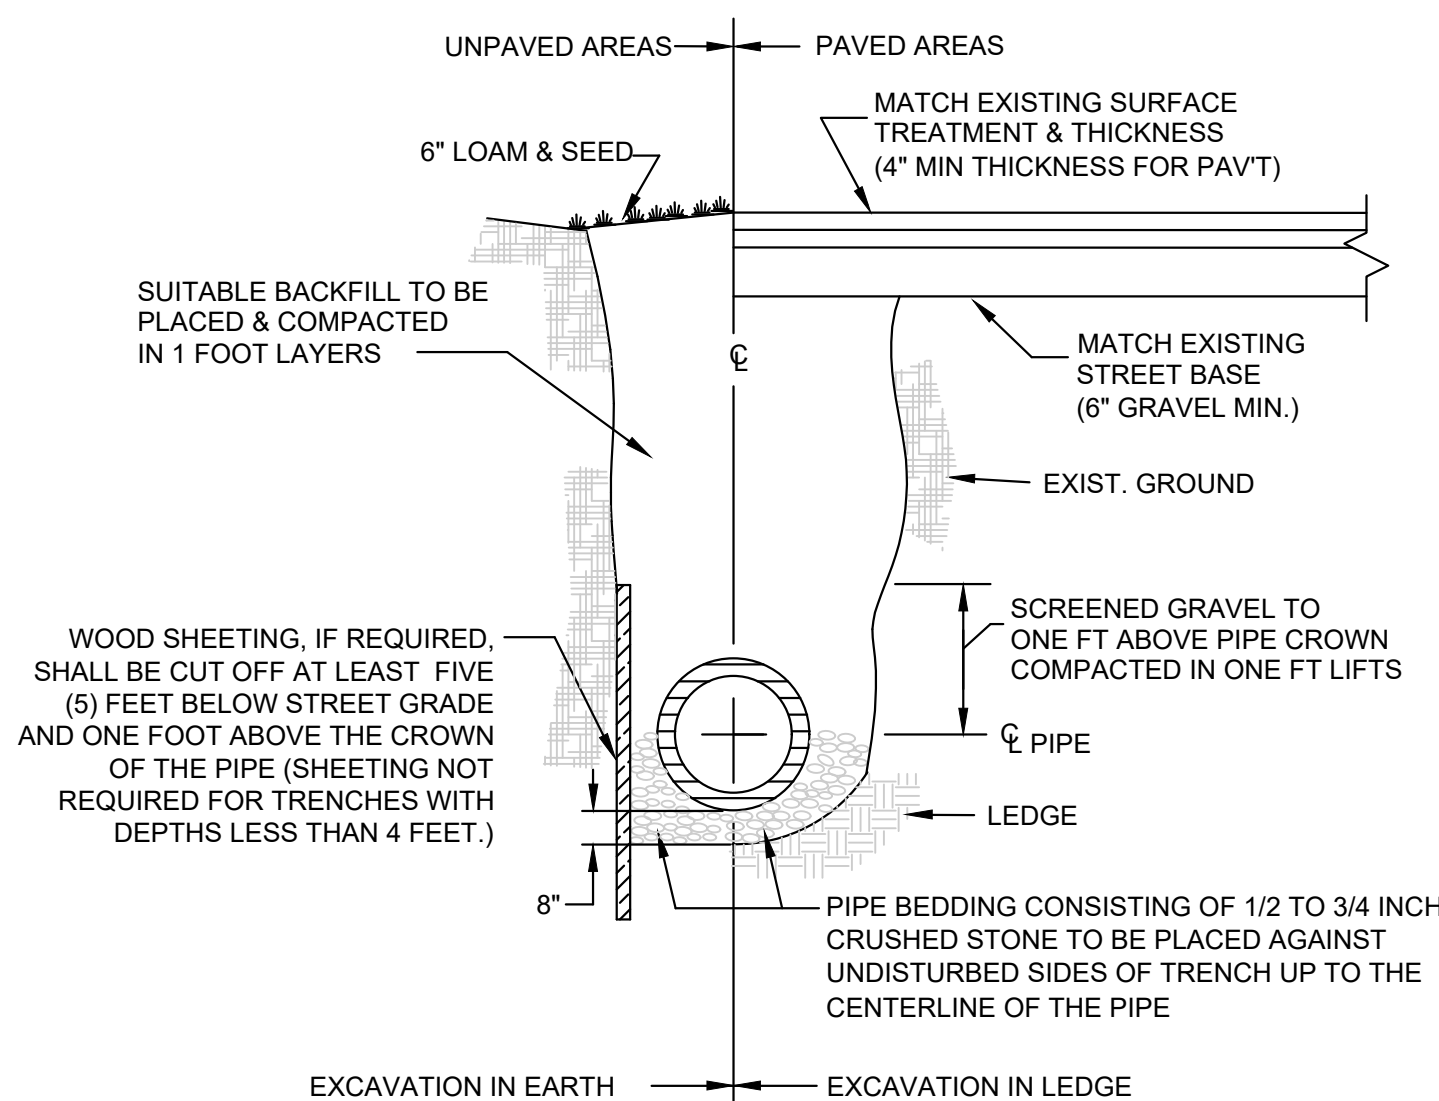 UNPAVED AREAS
PAVED AREAS
MATCH EXISTING SURFACE
TREATMENT & THICKNESS
(4" MIN THICKNESS FOR PAV'T)
6" LOAM & SEED
SUITABLE BACKFILL TO BE
PLACED & COMPACTED
IN 1 FOOT LAYERS
℄
MATCH EXISTING
STREET BASE
(6" GRAVEL MIN.)
EXIST. GROUND
SCREENED GRAVEL TO
ONE FT ABOVE PIPE CROWN
COMPACTED IN ONE FT LIFTS
WOOD SHEETING, IF REQUIRED,
SHALL BE CUT OFF AT LEAST FIVE
(5) FEET BELOW STREET GRADE
AND ONE FOOT ABOVE THE CROWN
OF THE PIPE (SHEETING NOT
REQUIRED FOR TRENCHES WITH
DEPTHS LESS THAN 4 FEET.)
℄ PIPE
LEDGE
8"
PIPE BEDDING CONSISTING OF 1/2 TO 3/4 INCH
CRUSHED STONE TO BE PLACED AGAINST
UNDISTURBED SIDES OF TRENCH UP TO THE
CENTERLINE OF THE PIPE
EXCAVATION IN EARTH
EXCAVATION IN LEDGE